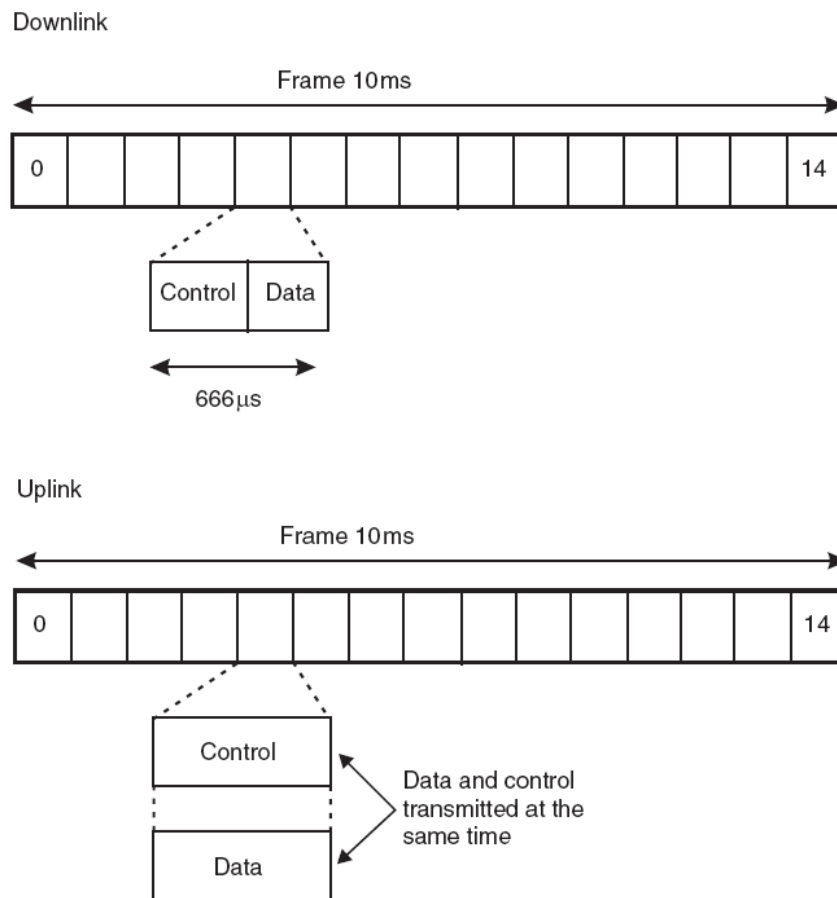 Downlink
Frame 10ms
0
14
Control
Data
666μs
Uplink
Frame 10ms
0
14
Control
Data and control
transmitted at the
same time
Data